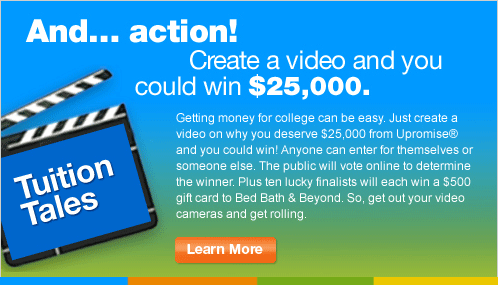 And... action!
Create a video and you
could win $25,000.
Getting money for college can be easy. Just create a
video on why you deserve $25,000 from Upromise®
and you could win! Anyone can enter for themselves or
someone else. The public will vote online to determine
the winner. Plus ten lucky finalists will each win a $500
gift card to Bed Bath & Beyond. So, get out your video
cameras and get rolling.
Tuition
Tales
Learn More